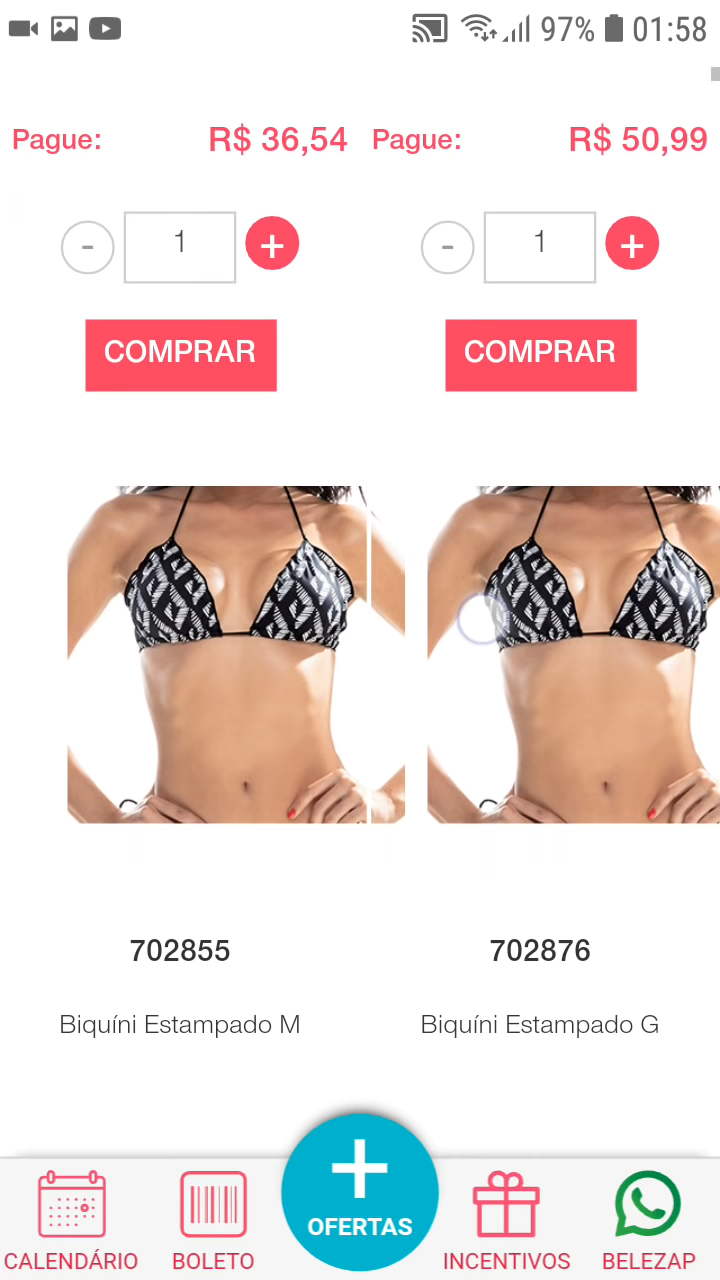 97% 01:58
Pague: R$ 36,54 Pague: R$ 50,99
- 1 + - 1 +
COMPRAR COMPRAR
702855 702876
Biquíni Estampado M Biquíni Estampado G
+
OFERTAS
CALENDÁRIO BOLETO INCENTIVOS BELEZAP